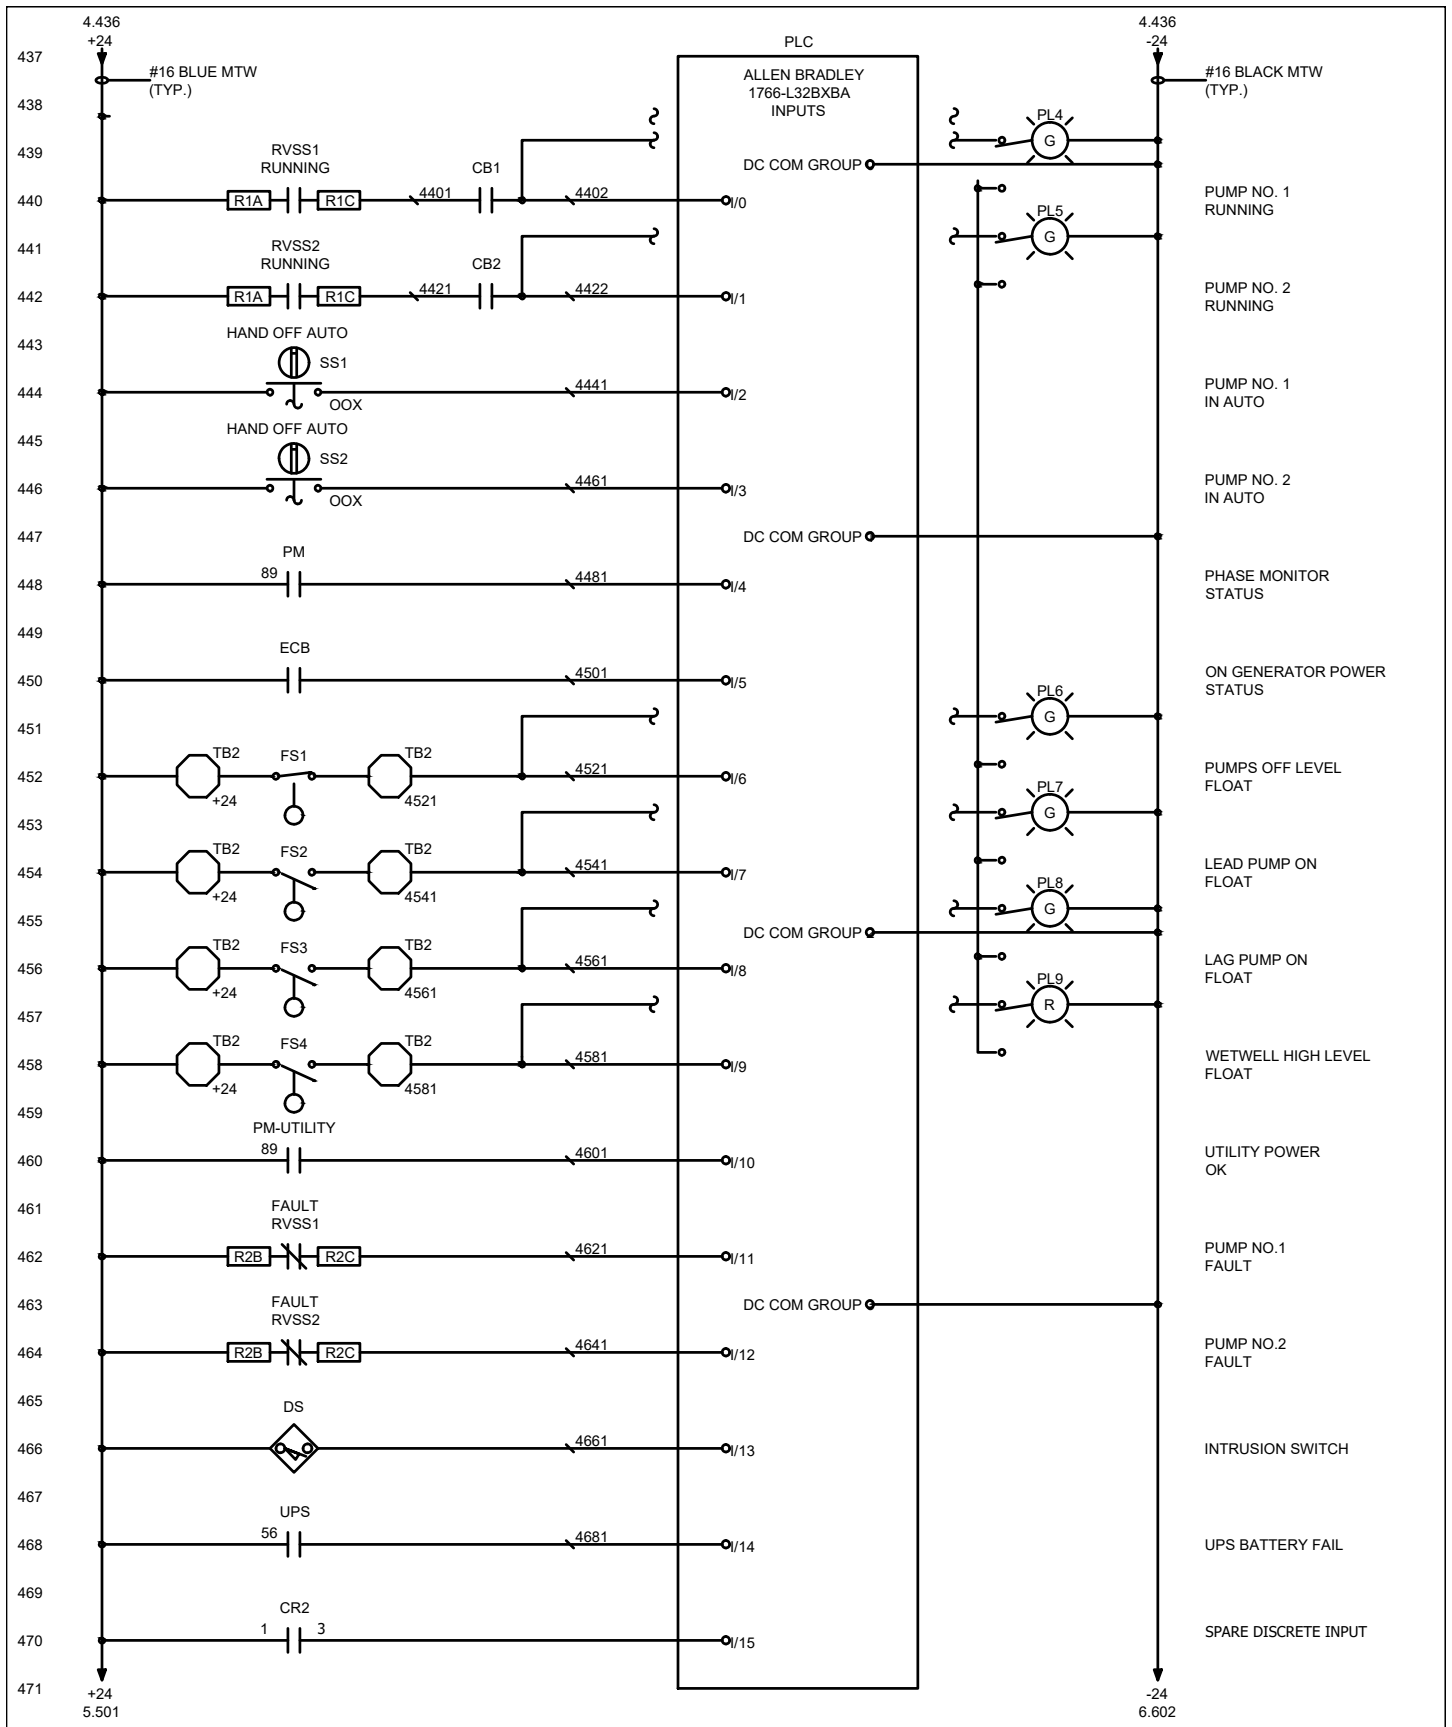 4.436
+24
4.436
-24
437
PLC
#16 BLUE MTW
(TYP.)
ALLEN BRADLEY
1766-L32BXBA
INPUTS
#16 BLACK MTW
(TYP.)
438
PL4
G
439
RVSS1
RUNNING
CB1
DC COM GROUP
440
R1A
R1C
4401
4402
I/0
PUMP NO. 1
RUNNING
PL5
G
441
RVSS2
RUNNING
CB2
442
R1A
R1C
4421
4422
I/1
PUMP NO. 2
RUNNING
443
HAND OFF AUTO
SS1
444
OOX
4441
I/2
PUMP NO. 1
IN AUTO
445
HAND OFF AUTO
SS2
446
OOX
4461
I/3
PUMP NO. 2
IN AUTO
447
DC COM GROUP
PM
448
89
4481
I/4
PHASE MONITOR
STATUS
449
ECB
450
4501
I/5
ON GENERATOR POWER
STATUS
PL6
G
451
452
TB2
+24
FS1
TB2
4521
4521
I/6
PUMPS OFF LEVEL
FLOAT
PL7
G
453
454
TB2
+24
FS2
TB2
4541
4541
I/7
LEAD PUMP ON
FLOAT
PL8
G
455
DC COM GROUP
456
TB2
+24
FS3
TB2
4561
4561
I/8
LAG PUMP ON
FLOAT
PL9
R
457
458
TB2
+24
FS4
TB2
4581
4581
I/9
WETWELL HIGH LEVEL
FLOAT
459
PM-UTILITY
460
89
4601
I/10
UTILITY POWER
OK
461
FAULT
RVSS1
462
R2B
R2C
4621
I/11
PUMP NO.1
FAULT
463
FAULT
RVSS2
DC COM GROUP
464
R2B
R2C
4641
I/12
PUMP NO.2
FAULT
465
DS
466
4661
I/13
INTRUSION SWITCH
467
UPS
468
56
4681
I/14
UPS BATTERY FAIL
469
CR2
470
1
3
I/15
SPARE DISCRETE INPUT
471
+24
5.501
-24
6.602